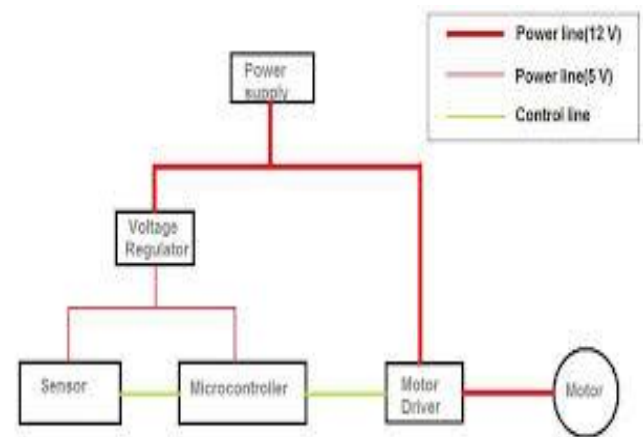 Power line(12 V)
Power line(5 V)
Control line
Power
supply
Voltage
Regulator
Sensor
Microcontroller
Motor
Driver
Motor